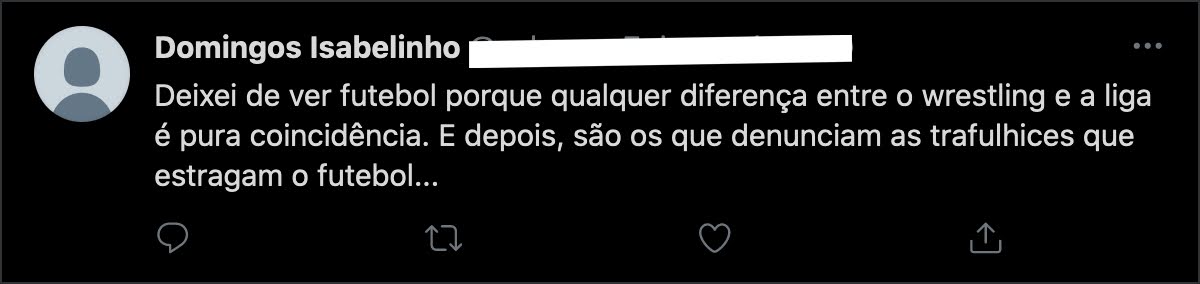 Domingos Isabelinho
Deixei de ver futebol porque qualquer diferença entre o wrestling e a liga
é pura coincidência. E depois, são os que denunciam as trafulhices que
estragam o futebol...